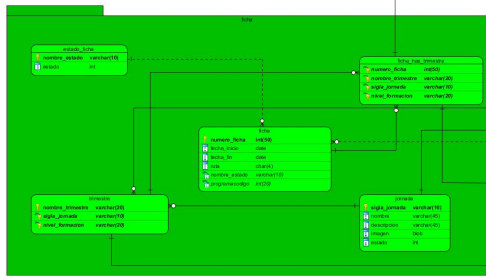 ficha
estado_ficha
nombre_estado varchar(10)
estado int
ficha_has_trimestre
numero_ficha int(50)
nombre_trimestre varchar(20)
sigla_jornada varchar(10)
nivel_formacion varchar(20)
ficha
numero_ficha int(50)
fecha_inicio date
fecha_fin date
ruta char(4)
nombre_estado varchar(10)
int(20)
trimestre
nombre_trimestre varchar(20)
sigla_jornada varchar(10)
nivel_formacion varchar(20)
jornada
sigla_jornada varchar(10)
nombre varchar(45)
descripcion varchar(45)
imagen
estado int